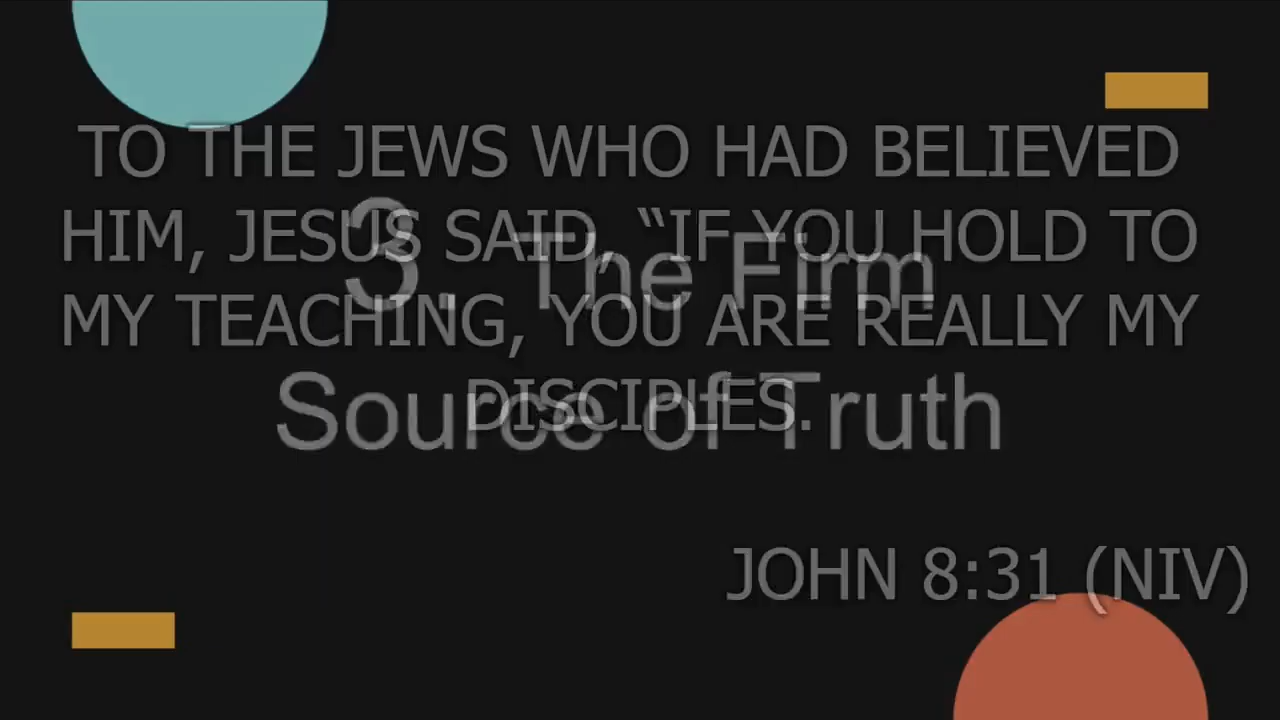 TO THE JEWS WHO HAD BELIEVED
HIM, JESUS SAID, “IF YOU HOLD TO
MY TEACHING, YOU ARE REALLY MY
DISCIPLES.
JOHN 8:31 (NIV)
3. The Firm
Source of Truth